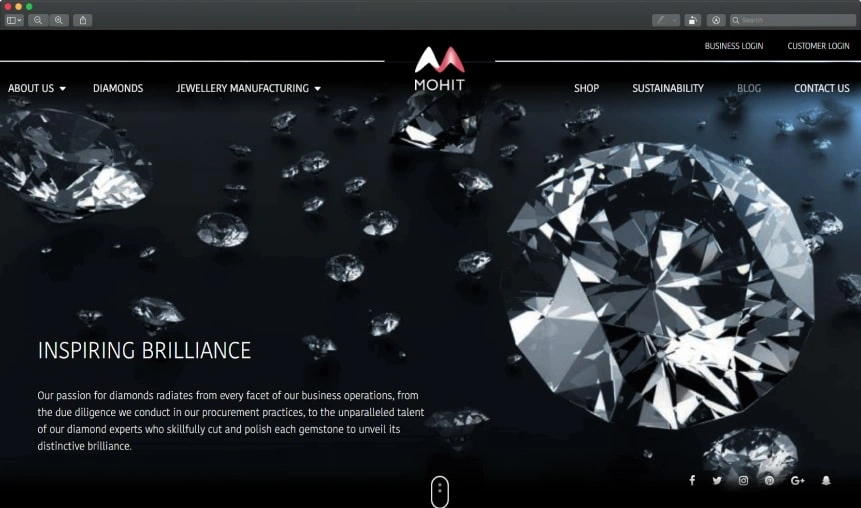 Search
BUSINESS LOGIN CUSTOMER LOGIN
MOHIT
ABOUT US DIAMONDS JEWELLERY MANUFACTURING SHOP SUSTAINABILITY BLOG CONTACT US
INSPIRING BRILLIANCE
Our passion for diamonds radiates from every facet of our business operations, from
the due diligence we conduct in our procurement practices, to the unparalleled talent
of our diamond experts who skillfully cut and polish each gemstone to unveil its
distinctive brilliance.